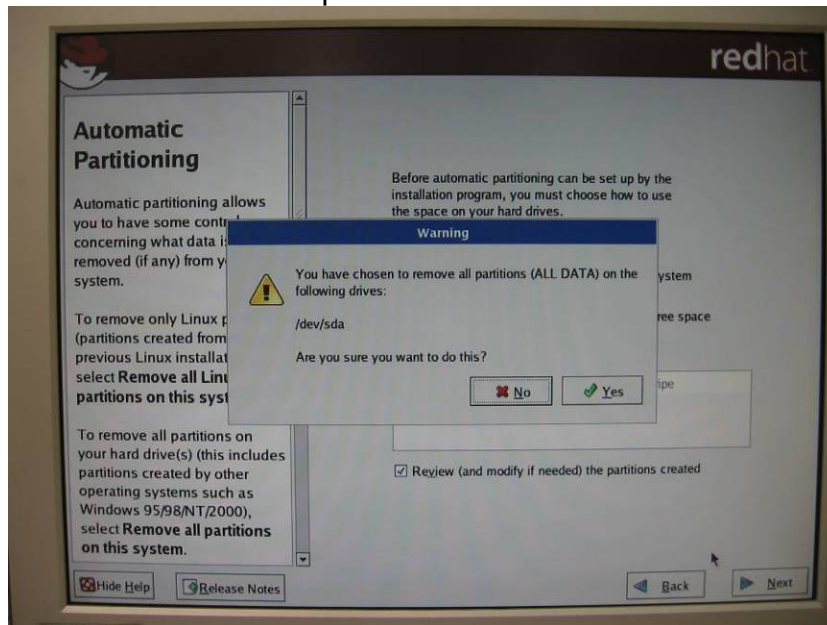 redhat.
Automatic
Partitioning
Automatic partitioning allows
you to have some contr
concerning what data i
removed (if any) from y
system.
To remove only Linux p
(partitions created from
previous Linux installat
select Remove all Linu
partitions on this syst
To remove all partitions on
your hard drive(s) (this includes
partitions created by other
operating systems such as
Windows 95/98/NT/2000),
select Remove all partitions
on this system.
Before automatic partitioning can be set up by the
installation program, you must choose how to use
the space on your hard drives.
Warning
You have chosen to remove all partitions (ALL DATA) on the
following drives:
/dev/sda
Are you sure you want to do this?
No
Yes
ystem
ree space
Review (and modify if needed) the partitions created
Hide Help
Release Notes
Back
Next